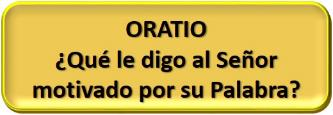 ORATIO
¿Qué le digo al Señor
motivado por su Palabra?